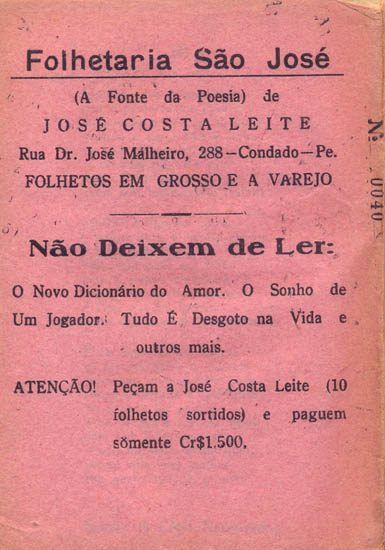 Folhetaria São José
(A Fonte da Poesia) de
JOSÉ COSTA LEITE
Rua Dr. José Malheiro, 288—Condado—Pe.
FOLHETOS EM GROSSO E A VAREJO
Nº 0040
Não Deixem de Ler:
O Novo Dicionário do Amor. O Sonho de
Um Jogador. Tudo É Desgoto na Vida e
outros mais.
ATENÇÃO! Peçam a José Costa Leite (10
folhetos sortidos) e paguem
sòmente Cr$1.500,